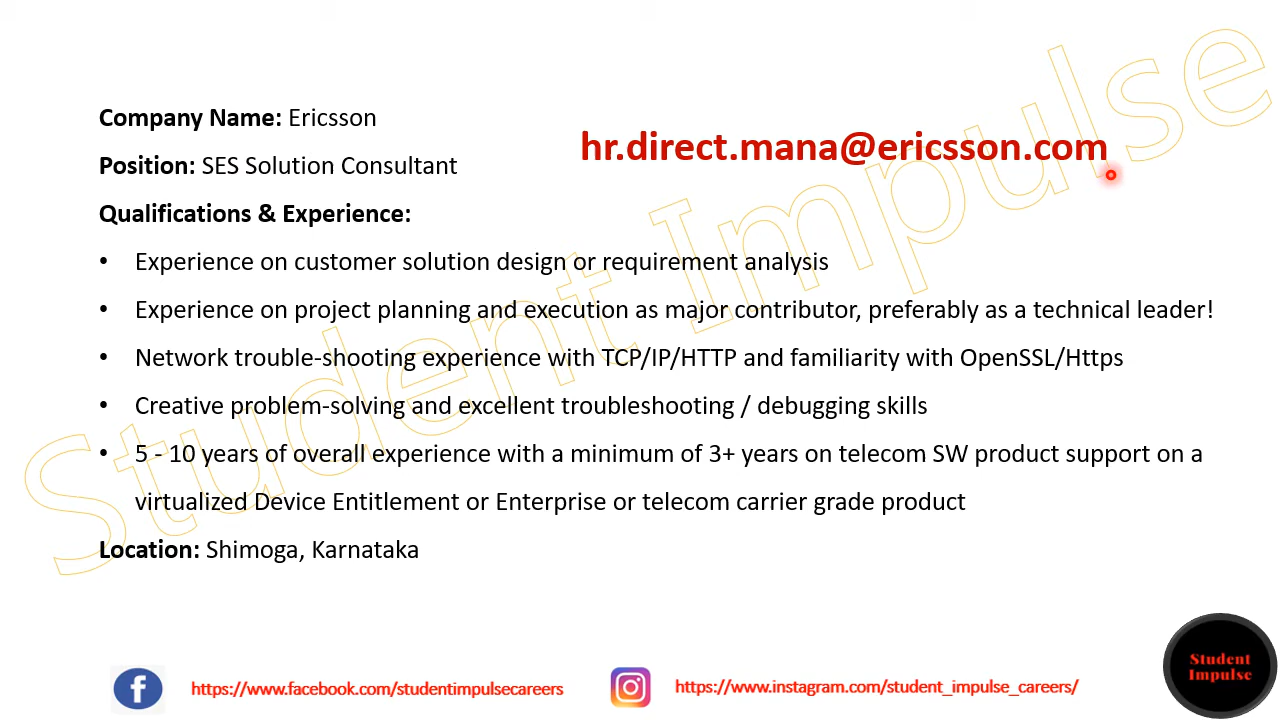 Company Name: Ericsson
hr.direct.mana@ericsson.com
Position: SES Solution Consultant
Qualifications & Experience:
• Experience on customer solution design or requirement analysis
• Experience on project planning and execution as major contributor, preferably as a technical leader!
• Network trouble-shooting experience with TCP/IP/HTTP and familiarity with OpenSSL/Https
• Creative problem-solving and excellent troubleshooting / debugging skills
• 5 - 10 years of overall experience with a minimum of 3+ years on telecom SW product support on a
virtualized Device Entitlement or Enterprise or telecom carrier grade product
Location: Shimoga, Karnataka
Student Impulse
https://www.facebook.com/studentimpulsecareers
https://www.instagram.com/student_impulse_careers/
Student
Impulse